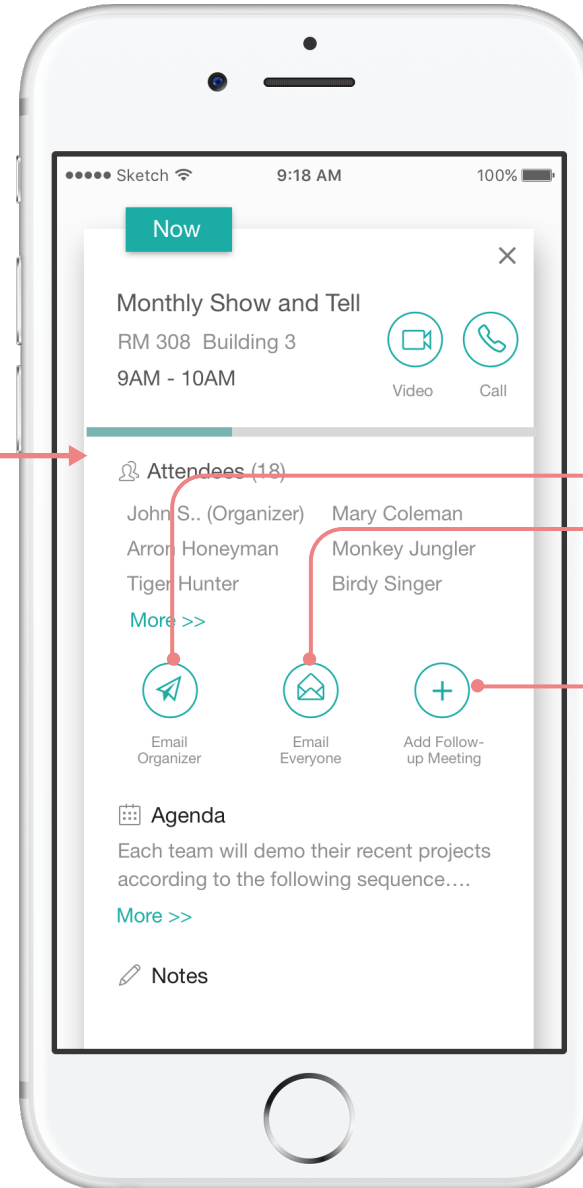 Sketch 9:18 AM 100%
Now
Monthly Show and Tell
RM 308 Building 3
9AM - 10AM
Video Call
Attendees (18)
John S.. (Organizer) Mary Coleman
Arron Honeyman Monkey Jungler
Tiger Hunter Birdy Singer
More >>
Email Organizer
Email Everyone
Add Follow-
up Meeting
Agenda
Each team will demo their recent projects
according to the following sequence....
More >>
Notes